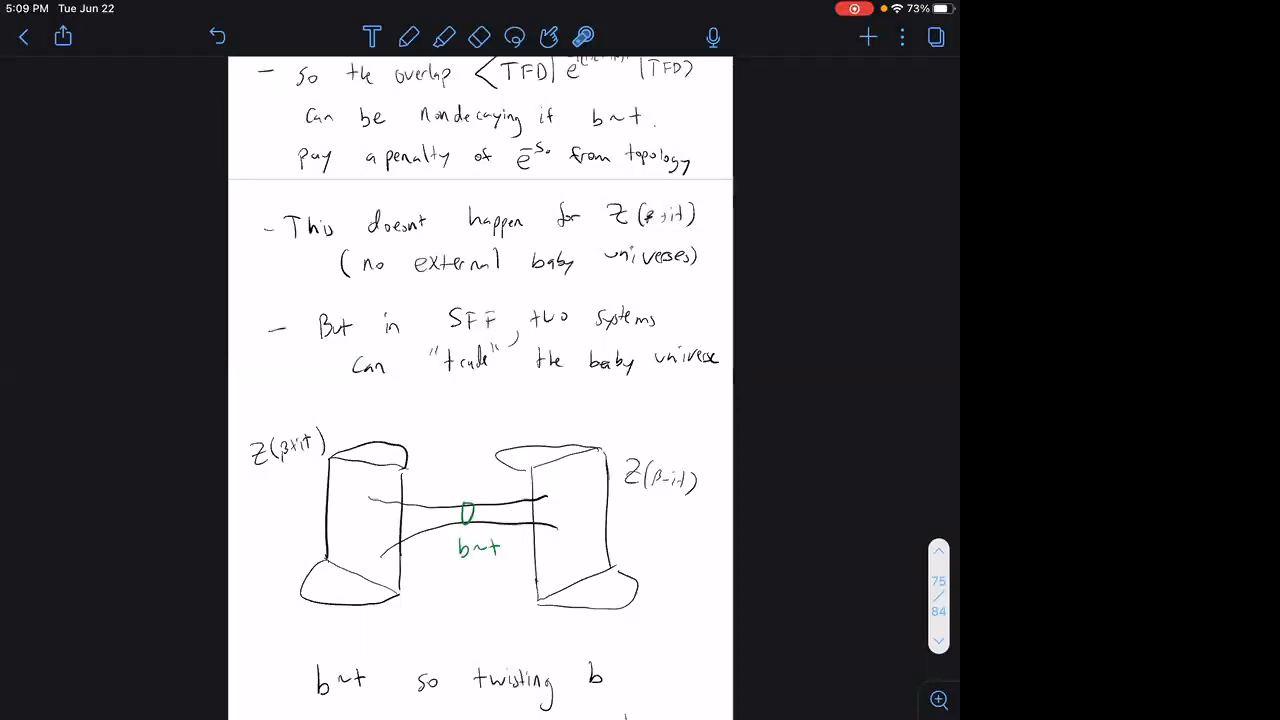 5:09 PM Tue Jun 22
73%
- So the overlap <TFD| e |TFD>
can be nondecaying if b~t.
pay a penalty of e^-S₀ from topology
- This doesnt happen for Z(β+it)
(no external baby universes)
- But in SFF, two systems
can "trade" the baby universe
Z(β+it)
Z(β-it)
b~t
75
/
84
b~t so twisting b